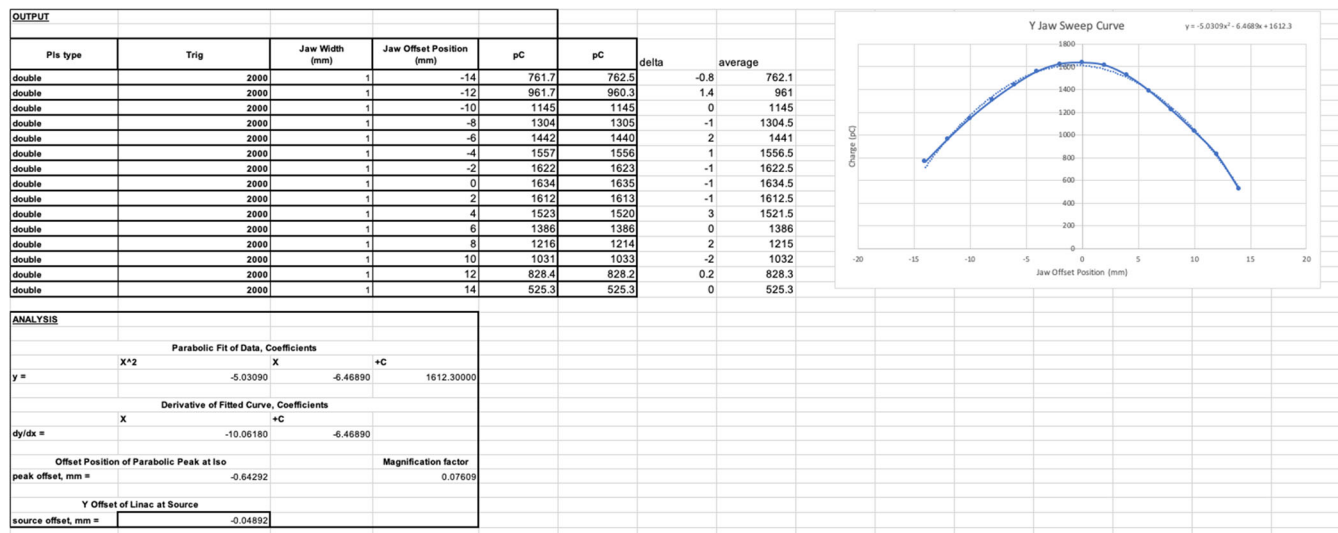 OUTPUT
Pls type Trig Jaw Width (mm) Jaw Offset Position (mm) pC pC delta average
double 2000 1 -14 761.7 762.5 -0.8 762.1
double 2000 1 -12 961.7 960.3 1.4 961
double 2000 1 -10 1145 1145 0 1145
double 2000 1 -8 1304 1305 -1 1304.5
double 2000 1 -6 1442 1440 2 1441
double 2000 1 -4 1557 1556 1 1556.5
double 2000 1 -2 1622 1623 -1 1622.5
double 2000 1 0 1634 1635 -1 1634.5
double 2000 1 2 1612 1613 -1 1612.5
double 2000 1 4 1523 1520 3 1521.5
double 2000 1 6 1386 1386 0 1386
double 2000 1 8 1216 1214 2 1215
double 2000 1 10 1031 1033 -2 1032
double 2000 1 12 828.4 828.2 0.2 828.3
double 2000 1 14 525.3 525.3 0 525.3
Y Jaw Sweep Curve
y = -5.0309x² - 6.4689x + 1612.3
1800
1600
1400
1200
1000
800
600
400
200
0
Charge (pC)
-20 -15 -10 -5 0 5 10 15 20
Jaw Offset Position (mm)
ANALYSIS
Parabolic Fit of Data, Coefficients
X^2 X +C
y = -5.03090 -6.46890 1612.30000
Derivative of Fitted Curve, Coefficients
X +C
dy/dx = -10.06180 -6.46890
Offset Position of Parabolic Peak at Iso Magnification factor
peak offset, mm = -0.64292 0.07609
Y Offset of Linac at Source
source offset, mm = -0.04892